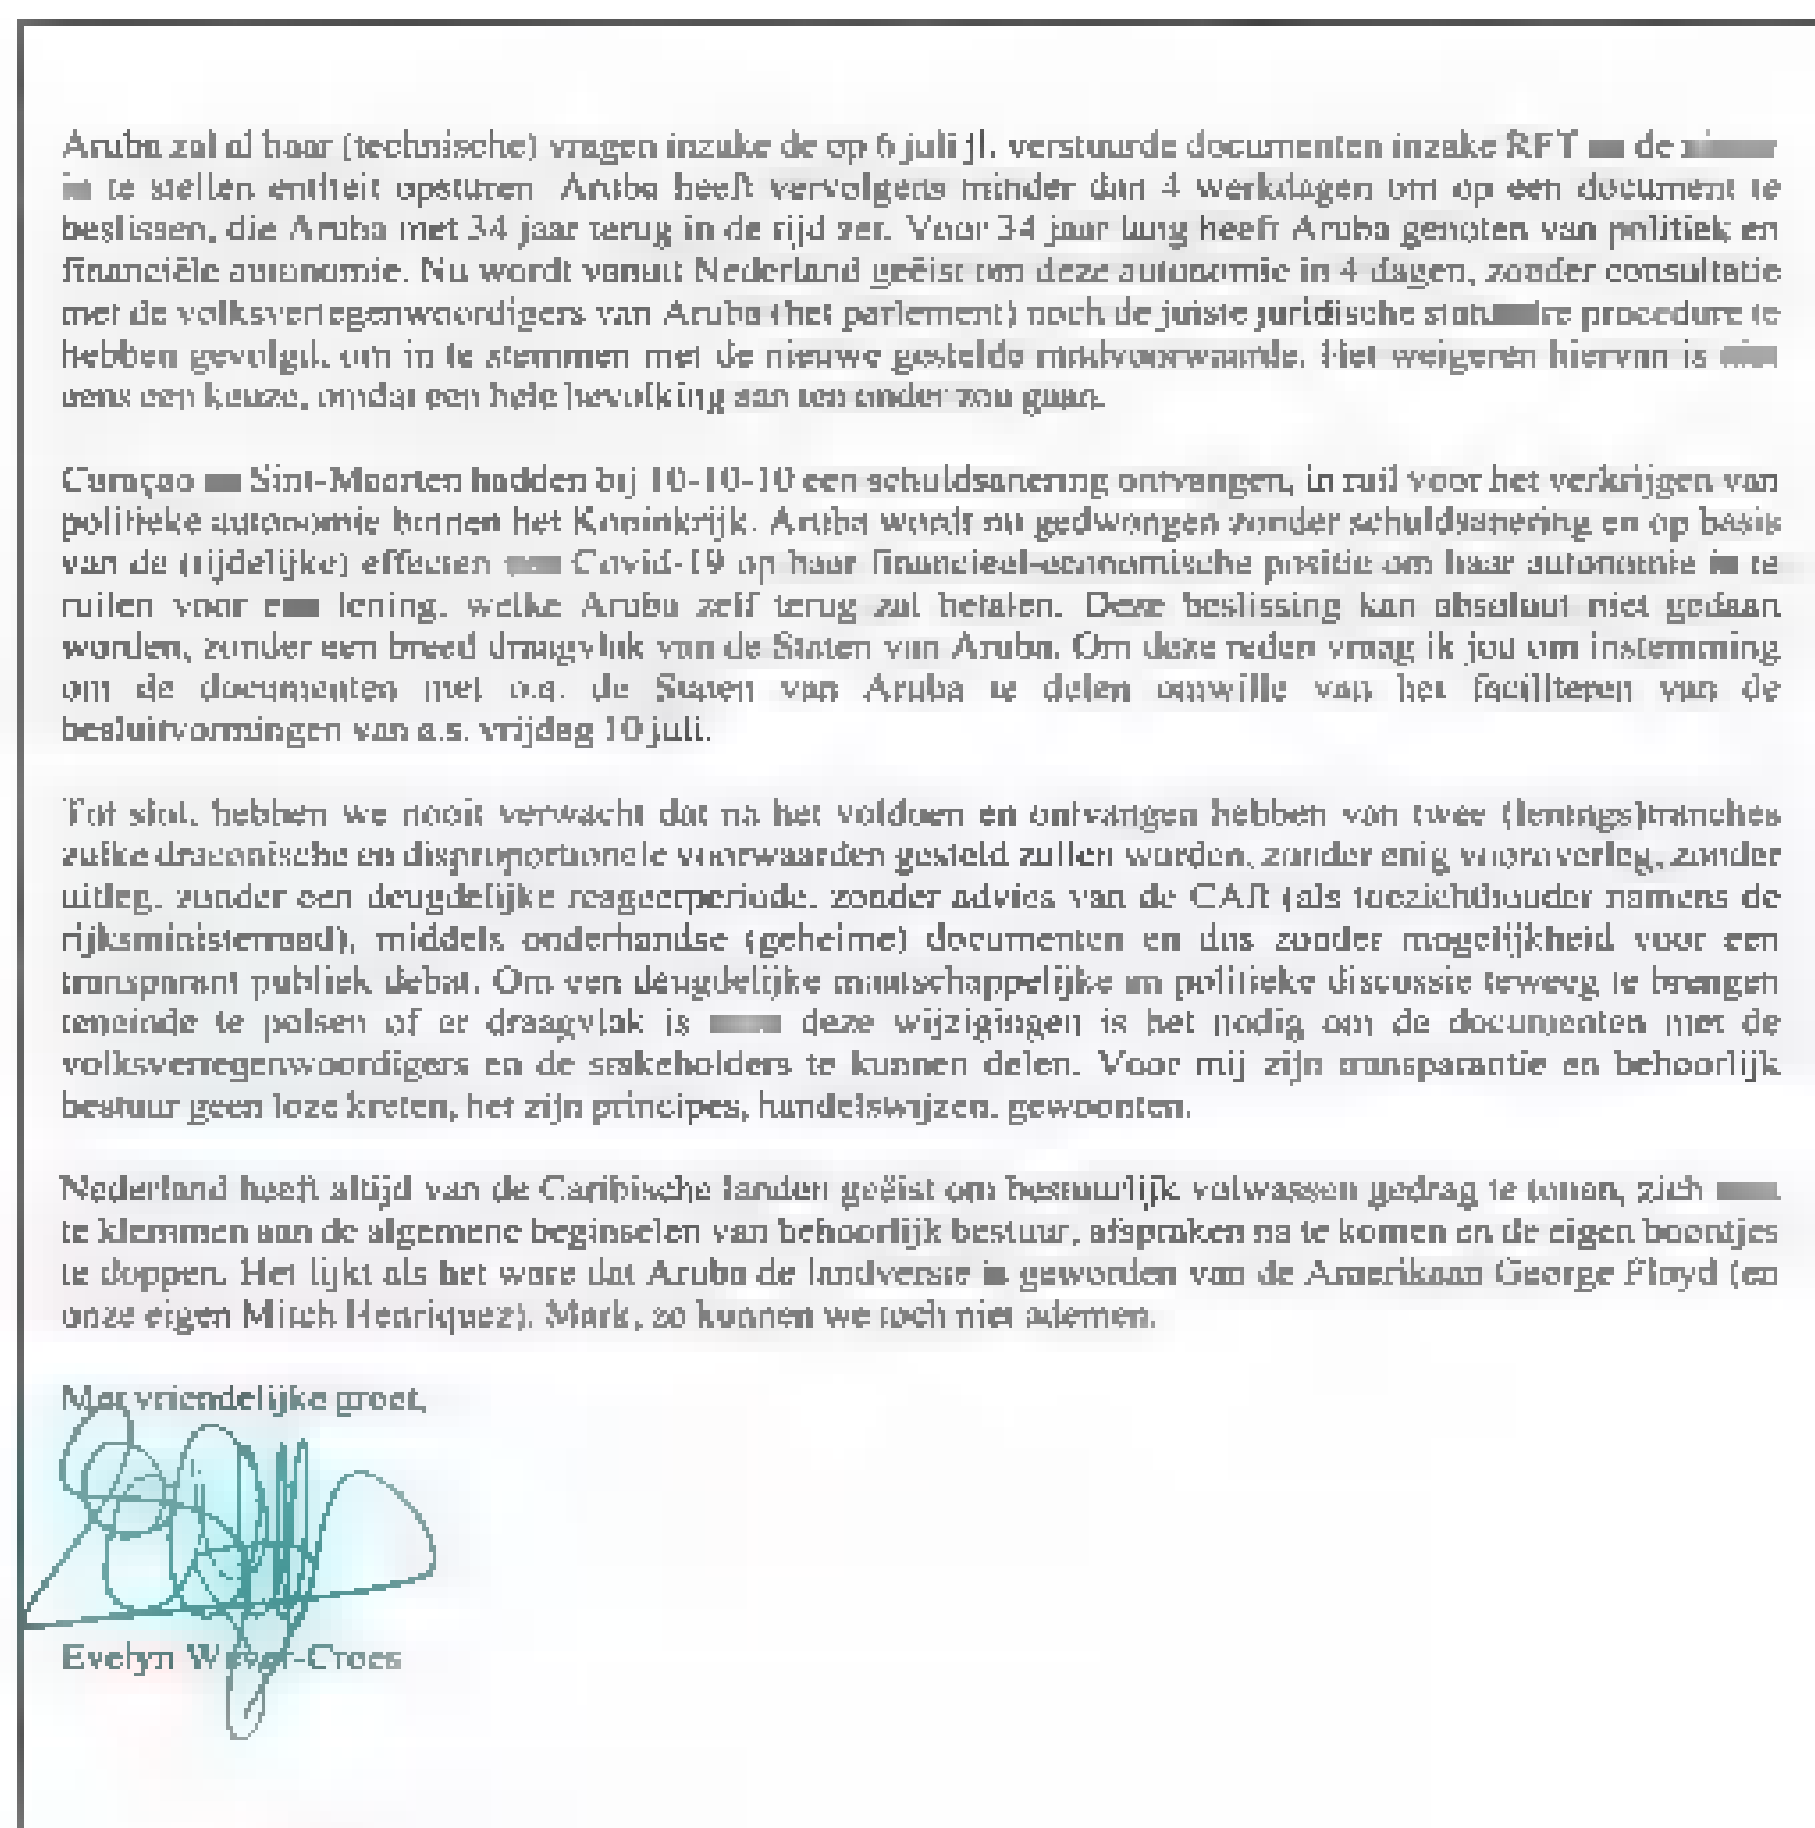 Aruba zal al haar (technische) vragen inzake de op 6 juli jl. verstuurde documenten inzake RFT en de
in te stellen entiteit opsturen. Aruba heeft vervolgens minder dan 4 werkdagen om op een document te
beslissen, die Aruba met 34 jaar terug in de tijd zet. Voor 34 jaar lang heeft Aruba genoten van politiek en
financiële autonomie. Nu wordt vanuit Nederland geëist om deze autonomie in 4 dagen, zonder consultatie
met de volksvertegenwoordigers van Aruba (het parlement) noch de juiste juridische procedure te
hebben gevolgd, om in te stemmen met de nieuwe gestelde randvoorwaarde. Het weigeren hiervan is
eens een keuze, omdat een hele bevolking aan ten onder zou gaan.
Curaçao en Sint-Maarten hadden bij 10-10-10 een schuldsanering ontvangen, in ruil voor het verkrijgen van
politieke autonomie binnen het Koninkrijk. Aruba wordt nu gedwongen zonder schuldsanering en op basis
van de (tijdelijke) effecten van Covid-19 op haar financieel-economische positie om haar autonomie in te
ruilen voor een lening, welke Aruba zelf terug zal betalen. Deze beslissing kan absoluut niet gedaan
worden, zonder een breed draagvlak van de Staten van Aruba. Om deze reden vraag ik jou om instemming
om de documenten met o.a. de Staten van Aruba te delen omwille van het faciliteren van de
besluitvormingen van a.s. vrijdag 10 juli.
Tot slot, hebben we nooit verwacht dat na het voldoen en ontvangen hebben van twee (lenings)tranches
zulke draconische en disproportionele voorwaarden gesteld zullen worden, zonder enig vooroverleg, zonder
uitleg, zonder een deugdelijke reageerperiode, zonder advies van de CAft (als toezichthouder namens de
rijksministerraad), middels onderhandse (geheime) documenten en dus zonder mogelijkheid voor een
transparant publiek debat. Om een deugdelijke maatschappelijke en politieke discussie teweeg te brengen
teneinde te polsen of er draagvlak is deze wijzigingen is het nodig om de documenten met de
volksvertegenwoordigers en de stakeholders te kunnen delen. Voor mij zijn transparantie en behoorlijk
bestuur geen loze kreten, het zijn principes, handelswijzen, gewoonten.
Nederland heeft altijd van de Caribische landen geëist om bestuurlijk volwassen gedrag te tonen, zich
te klemmen aan de algemene beginselen van behoorlijk bestuur, afspraken na te komen en de eigen boontjes
te doppen. Het lijkt als het ware dat Aruba de landversie is geworden van de Amerikaan George Floyd (en
onze eigen Mitch Henriquez). Mark, zo kunnen we toch niet ademen.
Met vriendelijke groet,
Evelyn Wever-Croes